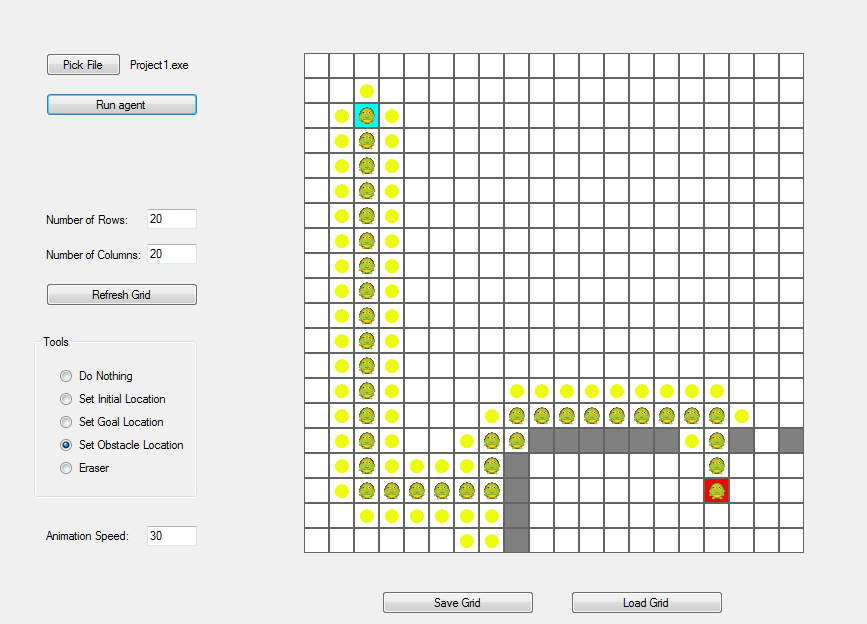 Pick File Project1.exe
Run agent
Number of Rows: 20
Number of Columns: 20
Refresh Grid
Tools
Do Nothing
Set Initial Location
Set Goal Location
Set Obstacle Location
Eraser
Animation Speed: 30
Save Grid Load Grid